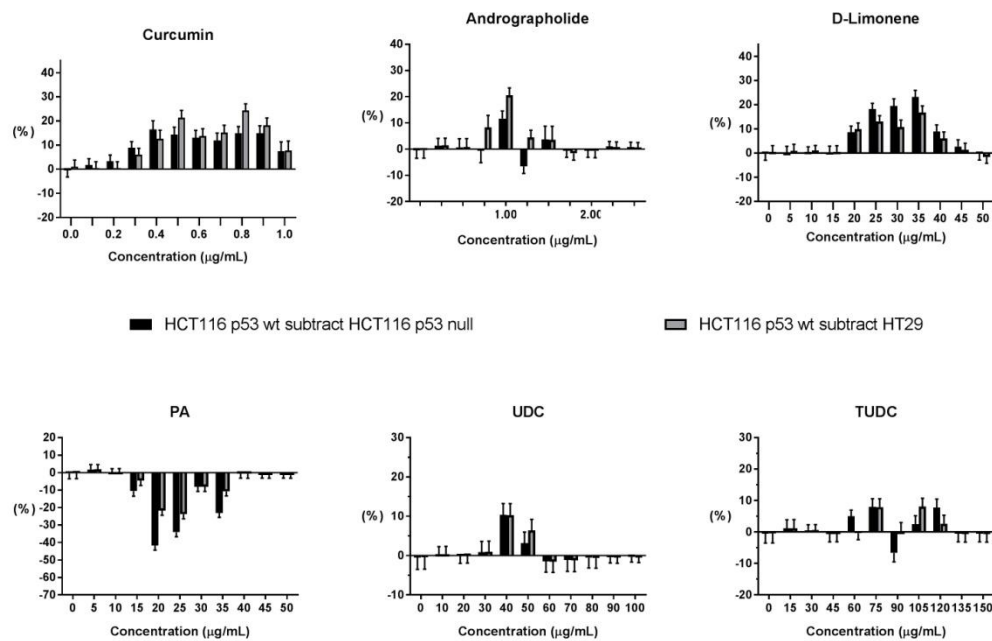 Curcumin
Andrographolide
D-Limonene
(%)
40
30
20
10
0
-10
-20
0.0 0.2 0.4 0.6 0.8 1.0
Concentration (μg/mL)
(%)
40
30
20
10
0
-10
-20
1.00 2.00
Concentration (μg/mL)
(%)
40
30
20
10
0
-10
-20
0 5 10 15 20 25 30 35 40 45 50
Concentration (μg/mL)
HCT116 p53 wt subtract HCT116 p53 null
HCT116 p53 wt subtract HT29
PA
UDC
TUDC
(%)
20
10
0
-10
-20
-30
-40
-50
-60
-70
0 5 10 15 20 25 30 35 40 45 50
Concentration (μg/mL)
(%)
30
20
10
0
-10
0 10 20 30 40 50 60 70 80 90 100
Concentration (μg/mL)
(%)
30
20
10
0
-10
-20
0 15 30 45 60 75 90 105 120 135 150
Concentration (μg/mL)